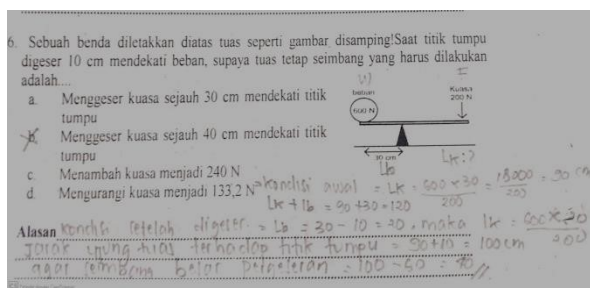 6. Sebuah benda diletakkan diatas tuas seperti gambar disamping!Saat titik tumpu
digeser 10 cm mendekati beban, supaya tuas tetap seimbang yang harus dilakukan
adalah....
a. Menggeser kuasa sejauh 30 cm mendekati titik
tumpu
b. Menggeser kuasa sejauh 40 cm mendekati titik
tumpu
c. Menambah kuasa menjadi 240 N
d. Mengurangi kuasa menjadi 133,2 N
W
F
beban
Kuasa
200 N
600 N
30 cm
Lb
Lk : ?
kondisi awal = Lk = 600 x 30 / 200 = 18000 / 200 = 90 cm
Lk + lb = 90 + 30 = 120
Alasan kondisi setelah digeser = Lb = 30 - 10 = 20, maka lk = 600 x 20 / 200
Jarak ujung tuas terhadap titik tumpu = 90 + 10 = 100 cm
agar seimbang besar pergeseran = 100 - 60 = 40 //